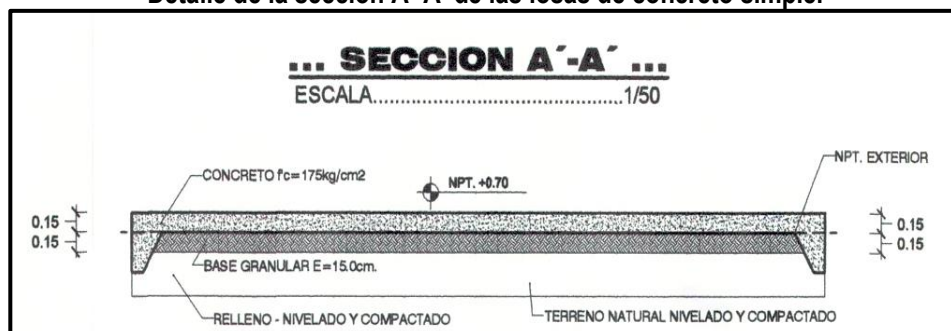 Detalle de la sección A'-A' de las losas de concreto simple.
... SECCION A´-A´ ...
ESCALA..............................................1/50
NPT. EXTERIOR
CONCRETO f'c=175kg/cm2
NPT. +0.70
0.15
0.15
0.15
0.15
BASE GRANULAR E=15.0cm.
RELLENO - NIVELADO Y COMPACTADO
TERRENO NATURAL NIVELADO Y COMPACTADO